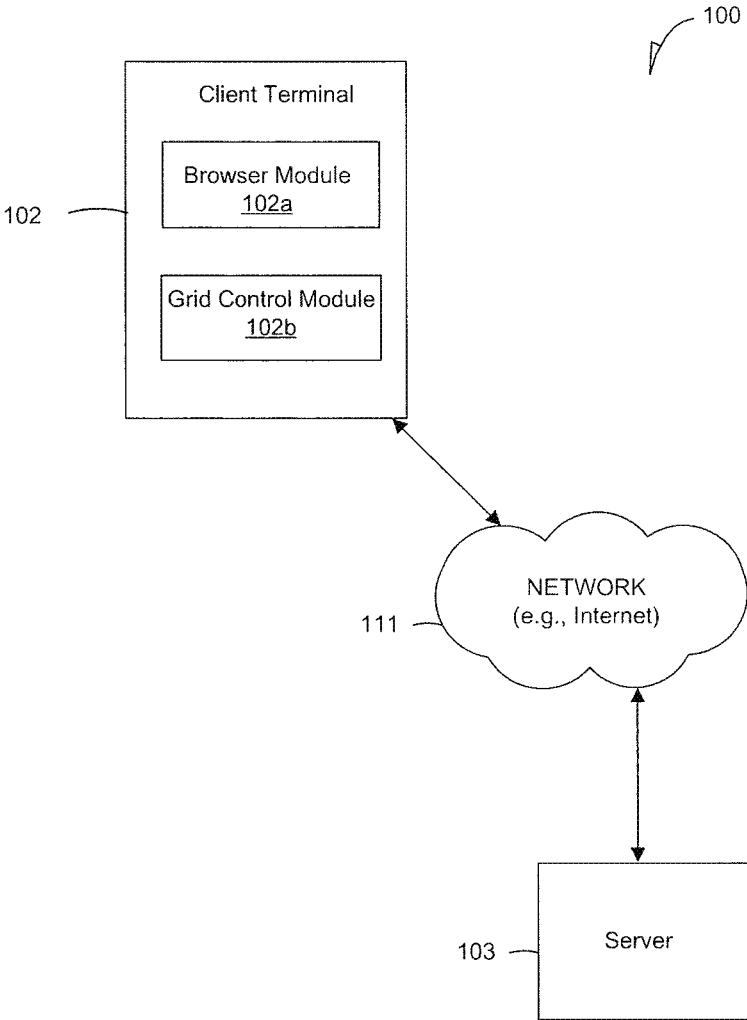 100
Client Terminal
Browser Module
102a
102
Grid Control Module
102b
NETWORK
(e.g., Internet)
111
Server
103